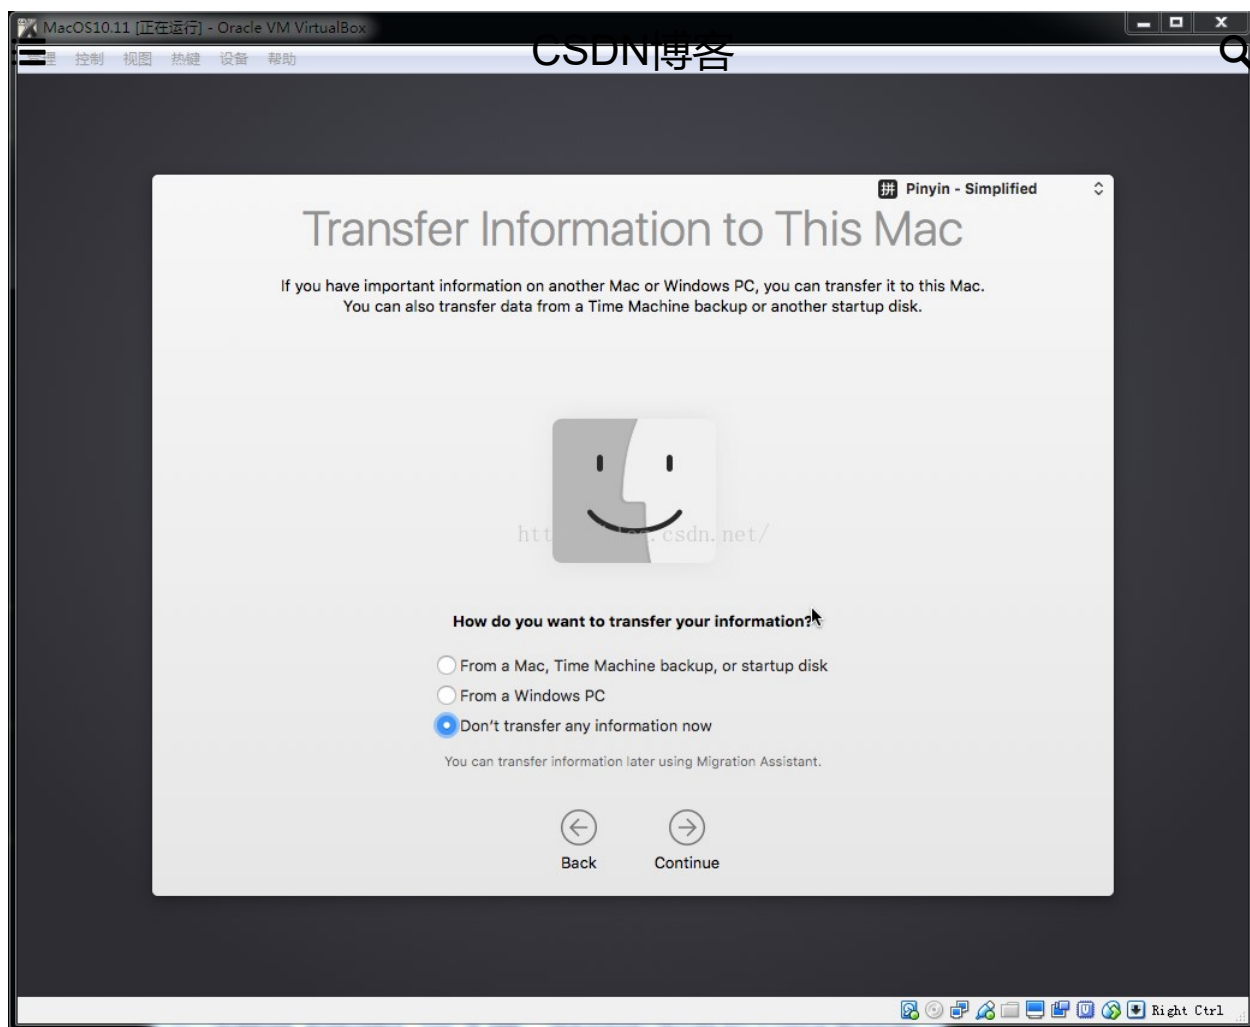 MacOS10.11 [正在运行] - Oracle VM VirtualBox
CSDN博客
管理 控制 视图 热键 设备 帮助
拼 Pinyin - Simplified
Transfer Information to This Mac
If you have important information on another Mac or Windows PC, you can transfer it to this Mac.
You can also transfer data from a Time Machine backup or another startup disk.
csdn.net/
How do you want to transfer your information?
From a Mac, Time Machine backup, or startup disk
From a Windows PC
Don't transfer any information now
You can transfer information later using Migration Assistant.
Back Continue
Right Ctrl